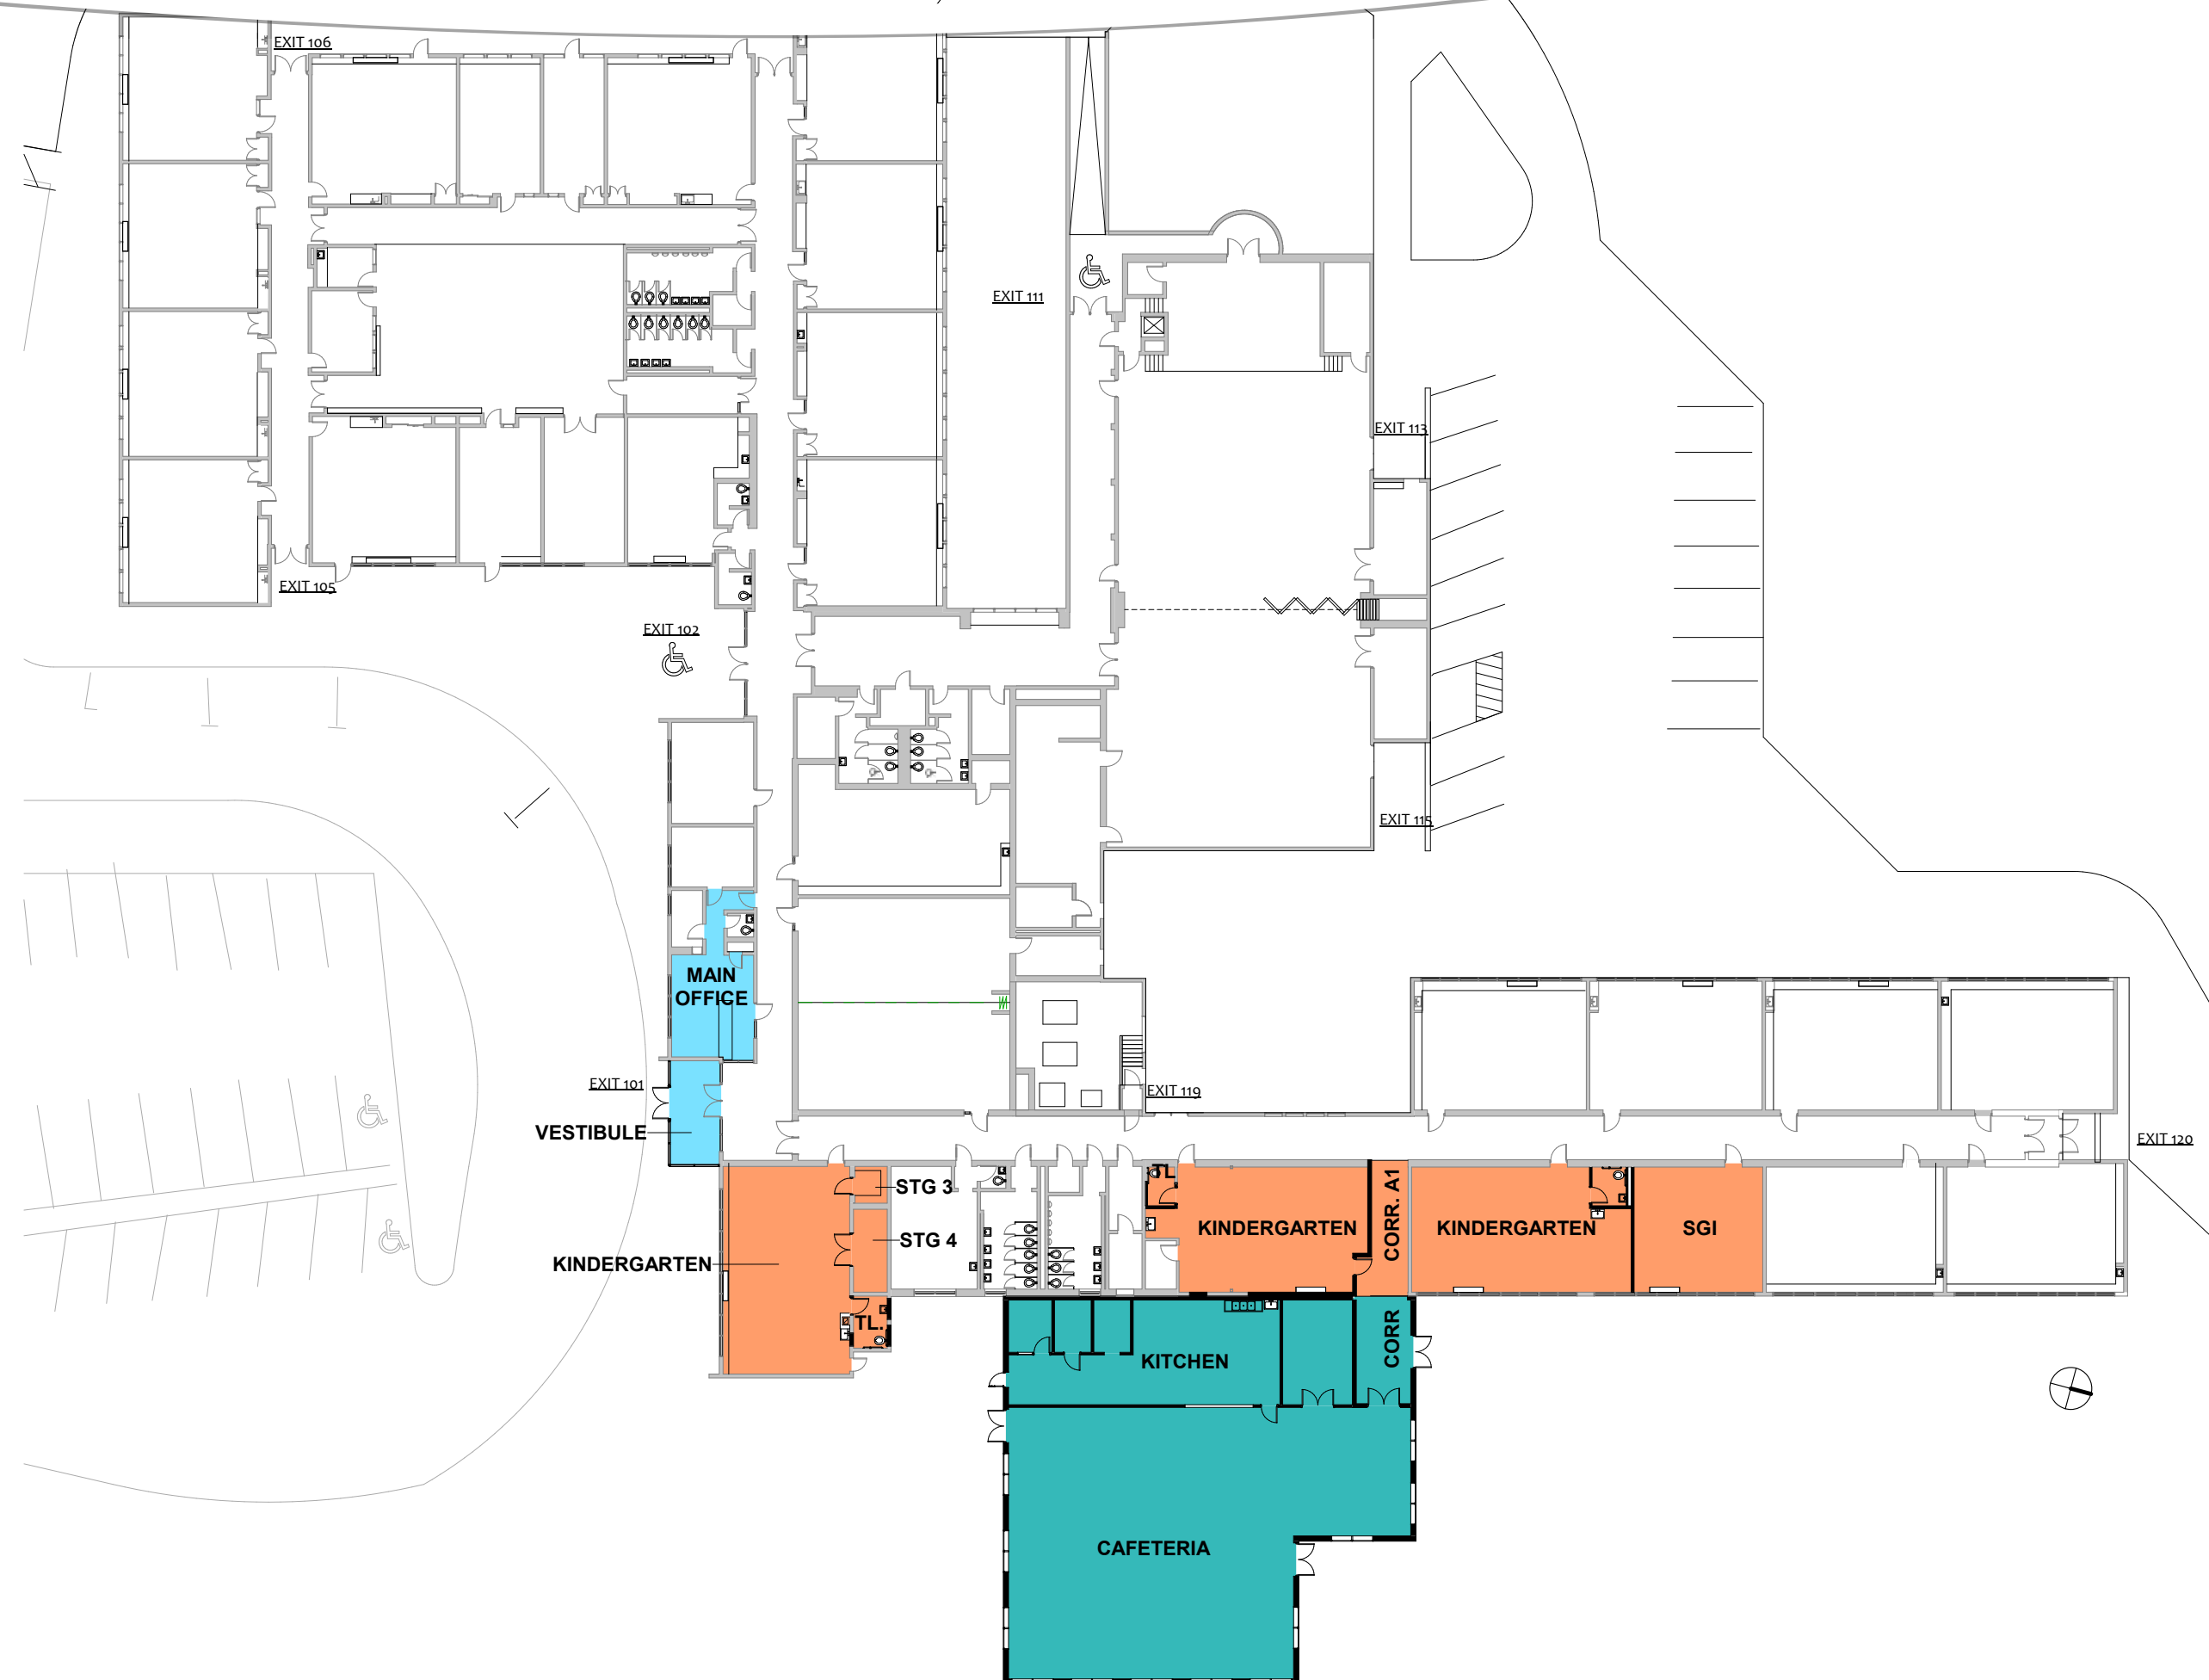 EXIT 106
EXIT 111
EXIT 113
EXIT 105
EXIT 102
EXIT 115
MAIN
OFFICE
EXIT 101
EXIT 119
VESTIBULE
EXIT 120
STG 3
KINDERGARTEN
CORR. A1
KINDERGARTEN
SGI
STG 4
KINDERGARTEN
TL.
CORR
KITCHEN
CAFETERIA